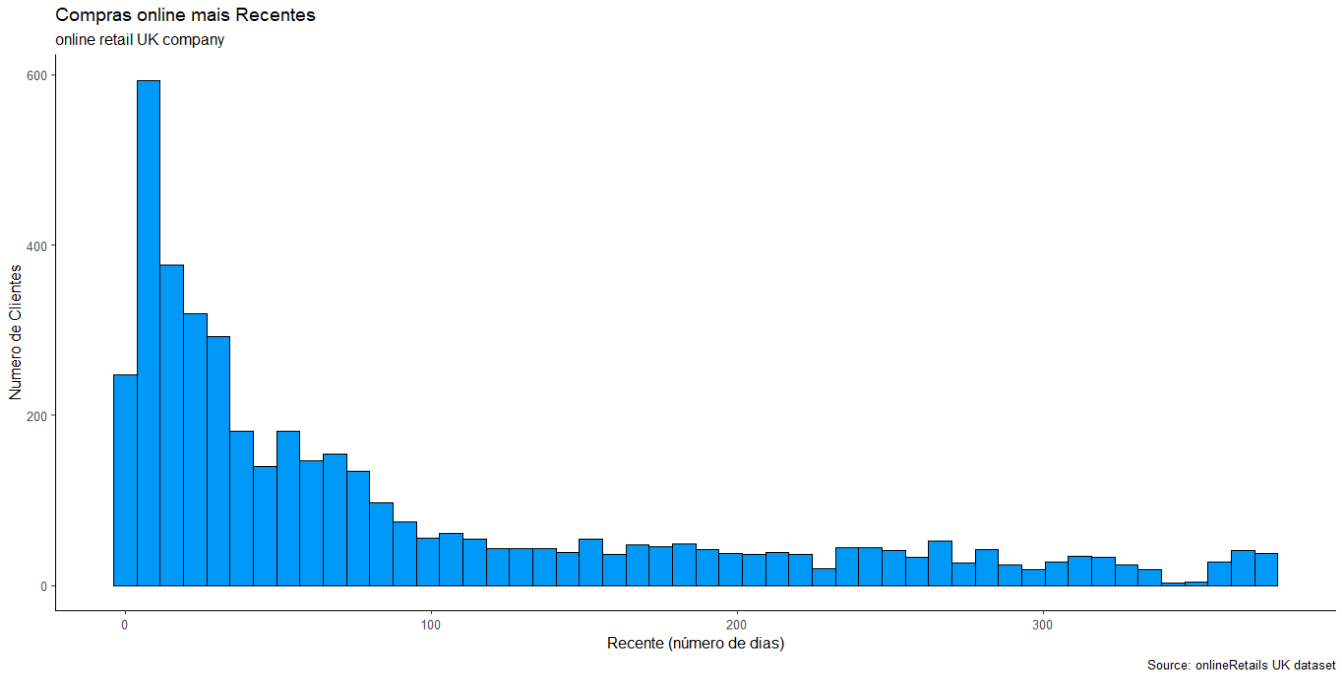 Compras online mais Recentes
online retail UK company
600
400
200
0
Numero de Clientes
0 100 200 300
Recente (número de dias)
Source: onlineRetails UK dataset